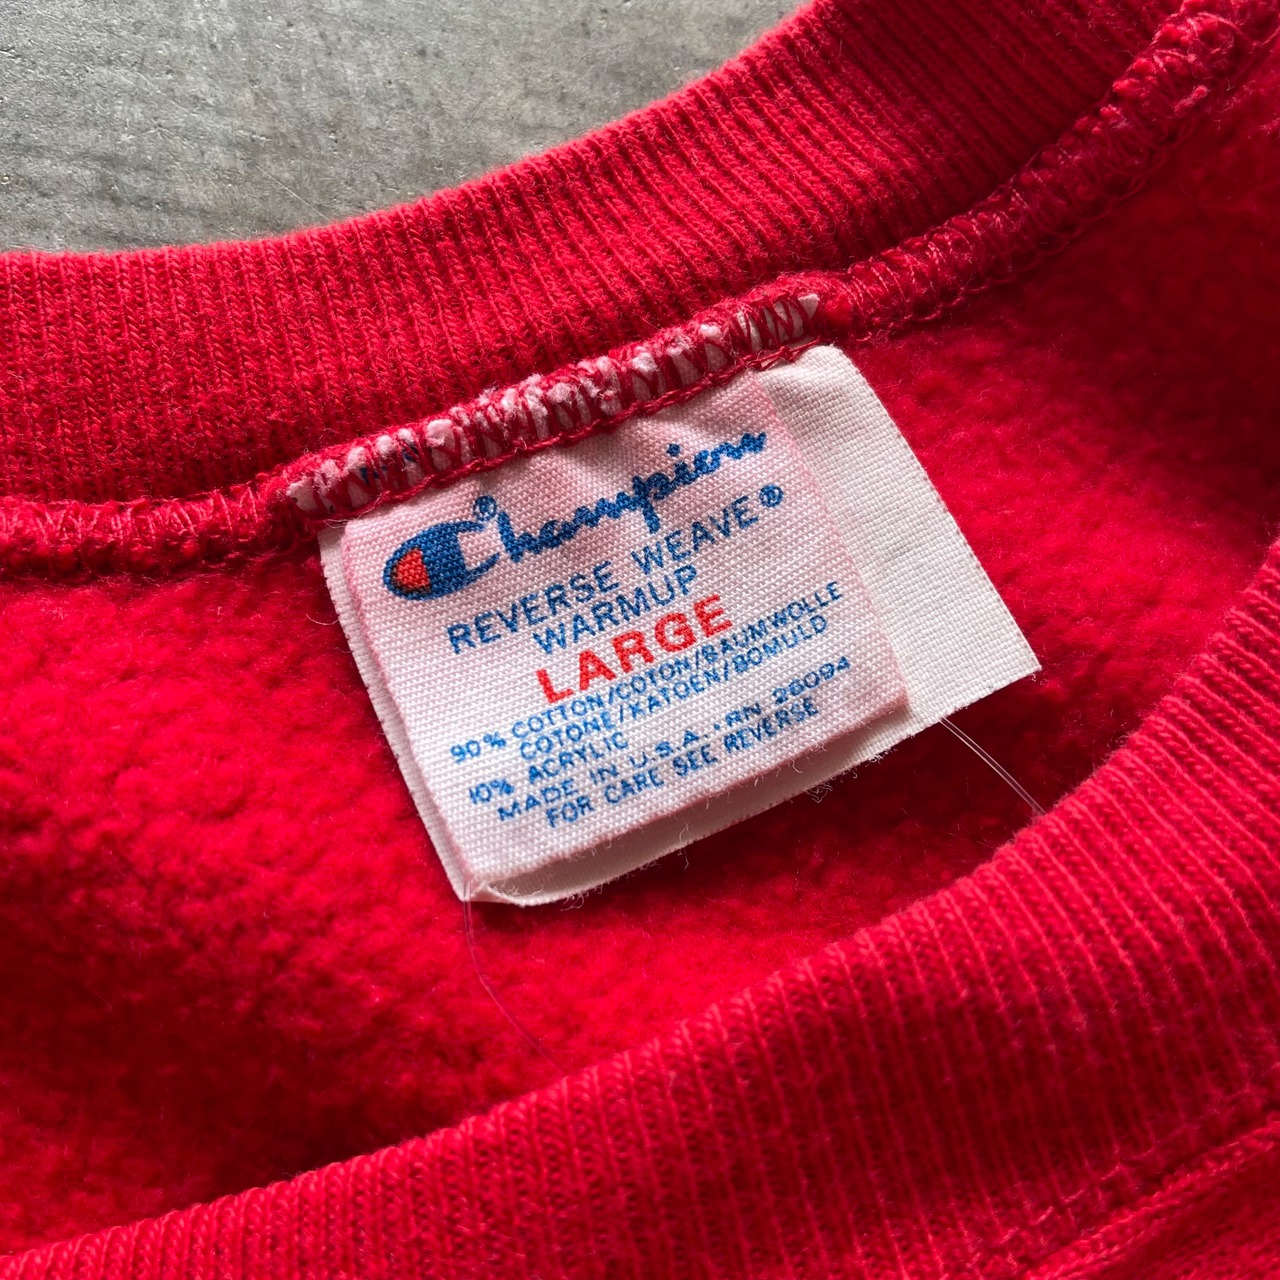 Champion®
REVERSE WEAVE®
WARMUP
LARGE
90% COTTON/COTON/BAUMWOLLE
COTONE/KATOEN/BOMULD
10% ACRYLIC
MADE IN U.S.A. • RN 26094
FOR CARE SEE REVERSE